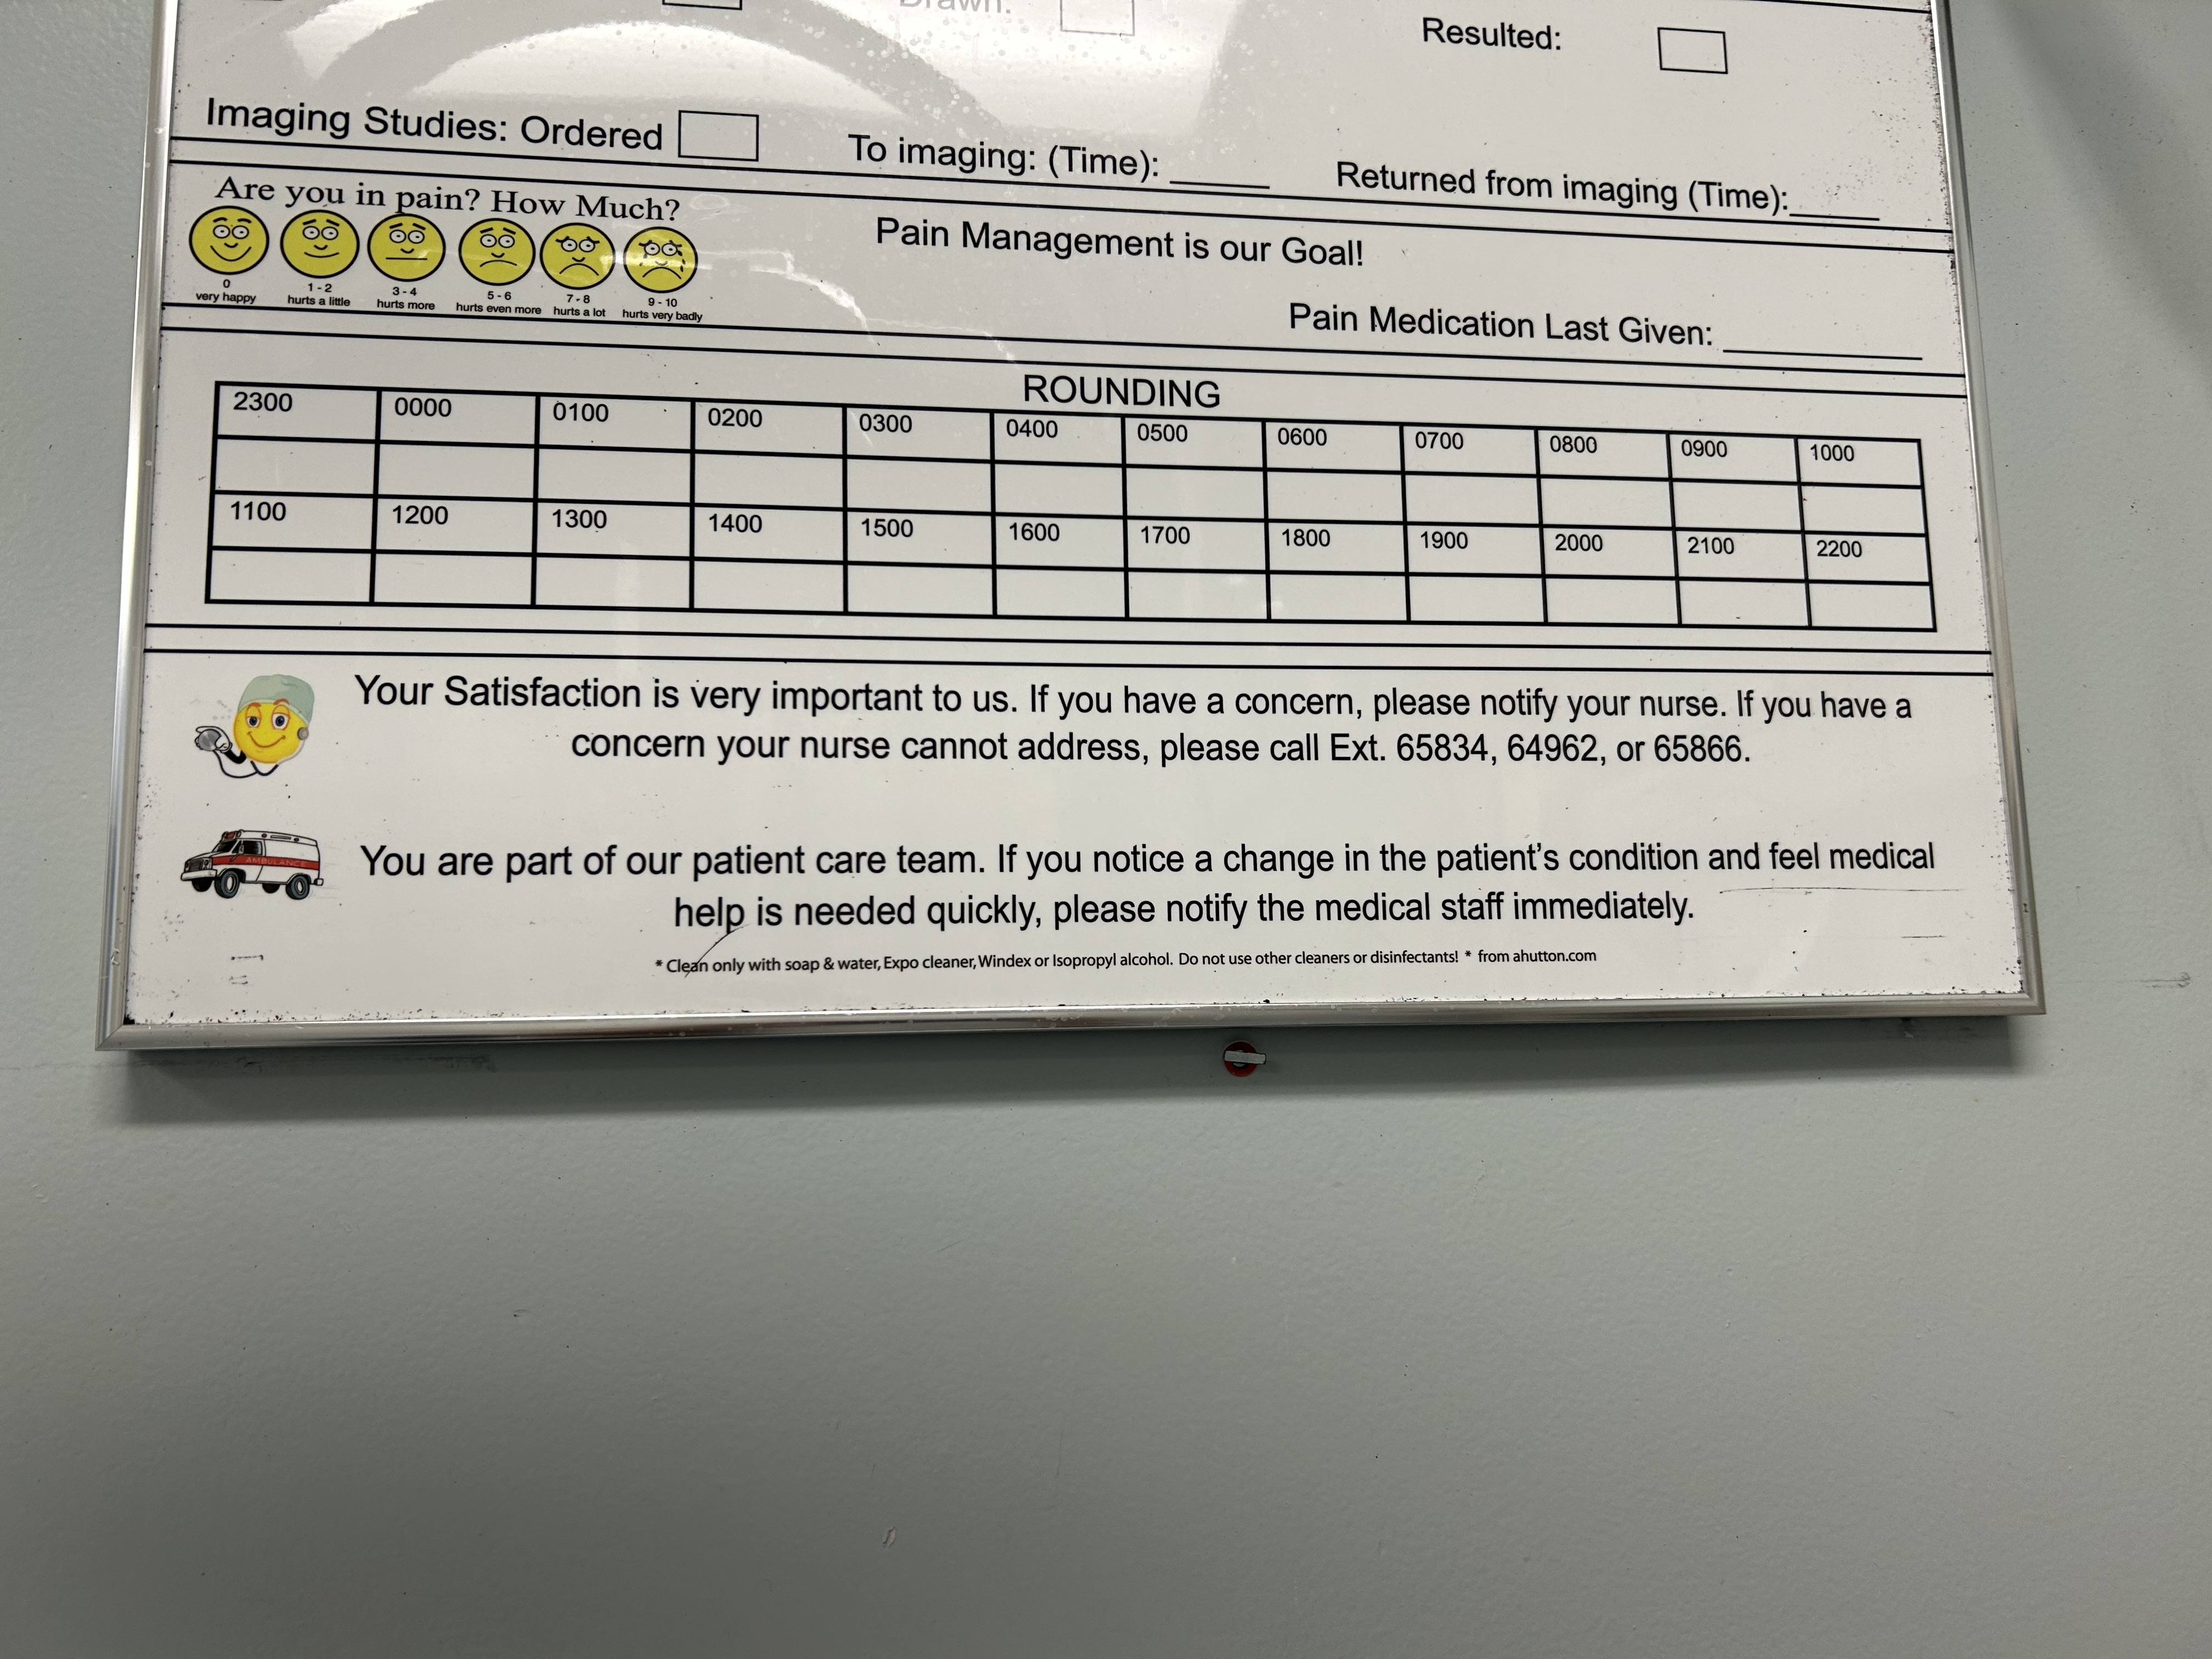 Drawn:
Resulted:
Imaging Studies: Ordered
To imaging: (Time): _____
Returned from imaging (Time):_____
Are you in pain? How Much?
0
very happy
1 - 2
hurts a little
3 - 4
hurts more
5 - 6
hurts even more
7 - 8
hurts a lot
9 - 10
hurts very badly
Pain Management is our Goal!
Pain Medication Last Given: __________
ROUNDING
2300 0000 0100 0200 0300 0400 0500 0600 0700 0800 0900 1000
1100 1200 1300 1400 1500 1600 1700 1800 1900 2000 2100 2200
Your Satisfaction is very important to us. If you have a concern, please notify your nurse. If you have a
concern your nurse cannot address, please call Ext. 65834, 64962, or 65866.
AMBULANCE
You are part of our patient care team. If you notice a change in the patient's condition and feel medical
help is needed quickly, please notify the medical staff immediately.
* Clean only with soap & water, Expo cleaner, Windex or Isopropyl alcohol. Do not use other cleaners or disinfectants! * from ahutton.com